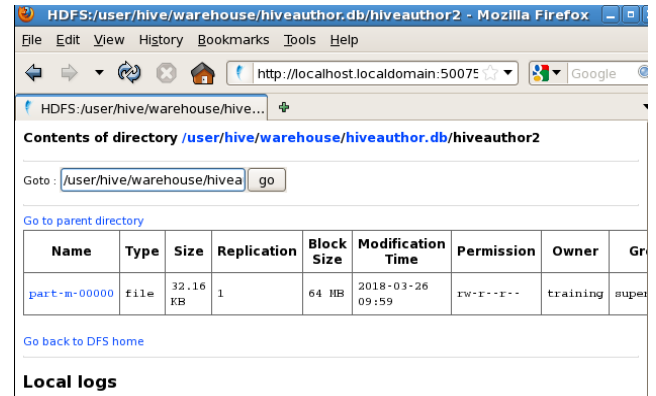 HDFS:/user/hive/warehouse/hiveauthor.db/hiveauthor2 - Mozilla Firefox
File Edit View History Bookmarks Tools Help
http://localhost.localdomain:50075 Google
HDFS:/user/hive/warehouse/hive...
Contents of directory /user/hive/warehouse/hiveauthor.db/hiveauthor2
Goto : /user/hive/warehouse/hivea go
Go to parent directory
Name Type Size Replication Block Size Modification Time Permission Owner Gr
part-m-00000 file 32.16 KB 1 64 MB 2018-03-26 09:59 rw-r--r-- training super
Go back to DFS home
Local logs